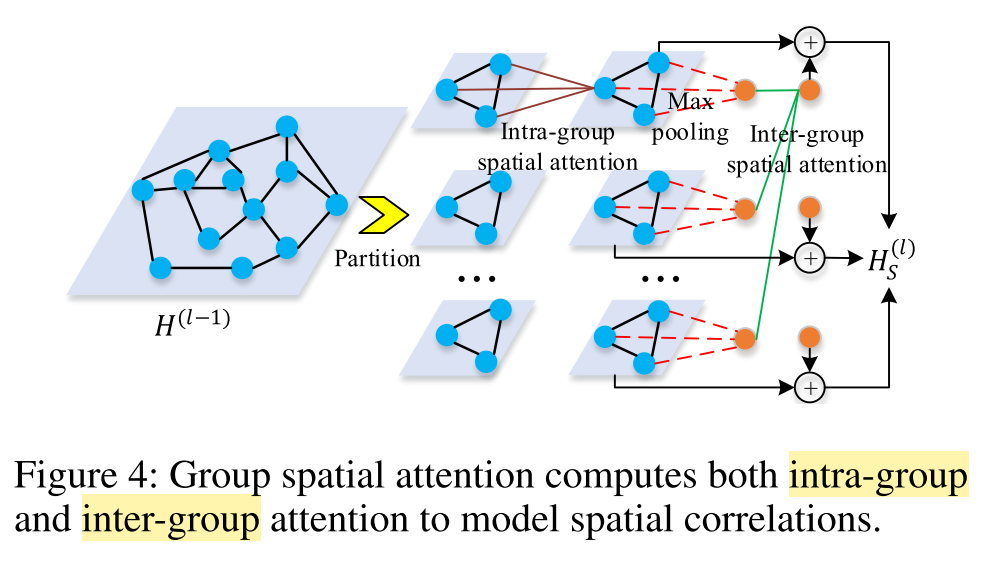 Intra-group
spatial attention
Max
pooling
Inter-group
spatial attention
Partition
...
...
H^{(l-1)}
H_S^{(l)}
+
+
+
Figure 4: Group spatial attention computes both intra-group
and inter-group attention to model spatial correlations.